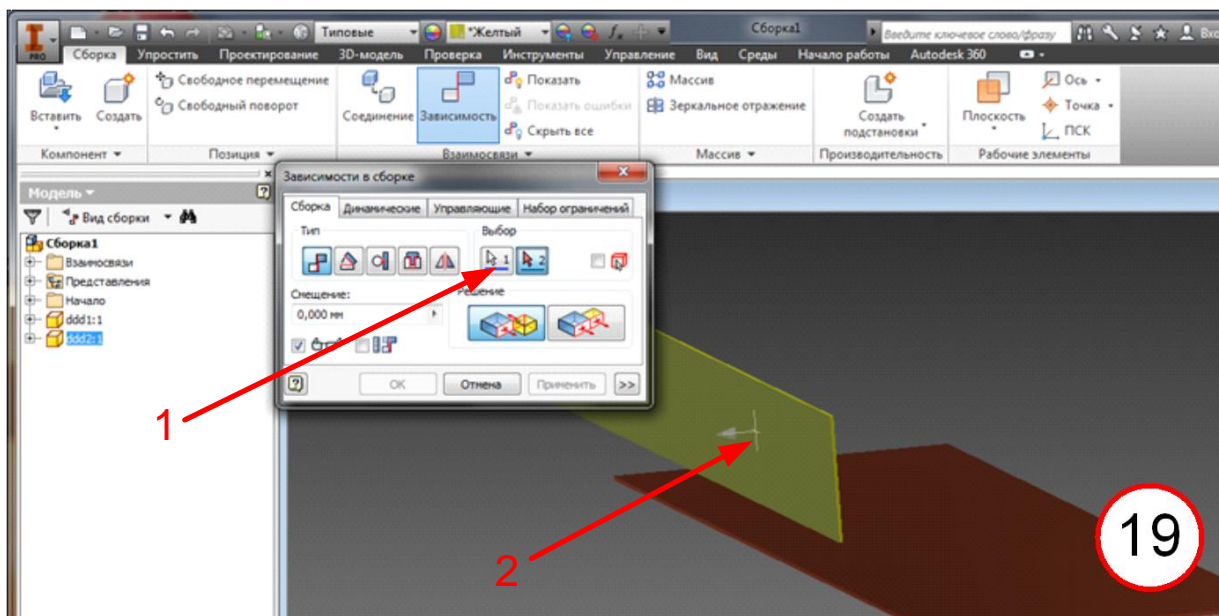 Типовые "Желтый Сборка1 Введите ключевое слово/фразу
PRO Сборка Упростить Проектирование 3D-модель Проверка Инструменты Управление Вид Среды Начало работы Autodesk 360
Вставить Создать Свободное перемещение Соединение Зависимость Показать Массив Создать подстановки Плоскость Ось
Свободный поворот Показать ошибки Зеркальное отражение Точка
Скрыть все ПСК
Компонент Позиция Взаимосвязи Массив Производительность Рабочие элементы
Зависимости в сборке
Модель
Сборка Динамические Управляющие Набор ограничений
Вид сборки
Тип Выбор
Сборка1
1 2
Взаимосвязи
Представления
Начало
Смещение: Решение
ddd1:1
0,000 мм
ddd2:1
ОК Отмена Применить >>
1
2
19